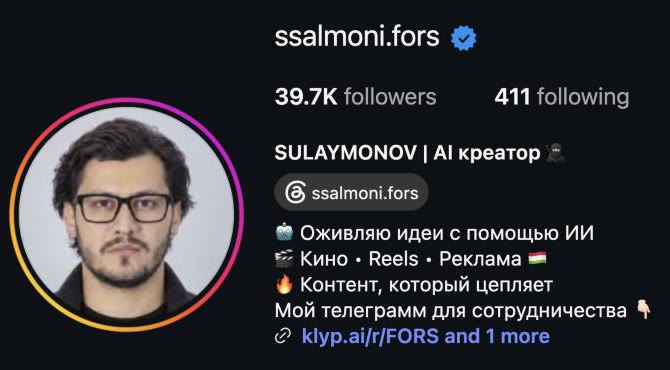 ssalmoni.fors
39.7K followers 411 following
SULAYMONOV | AI креатор 🥷
ssalmoni.fors
🤖 Оживляю идеи с помощью ИИ
🎬 Кино • Reels • Реклама 🇹🇯
🔥 Контент, который цепляет
Мой телеграмм для сотрудничества 👇🏻
klyp.ai/r/FORS and 1 more